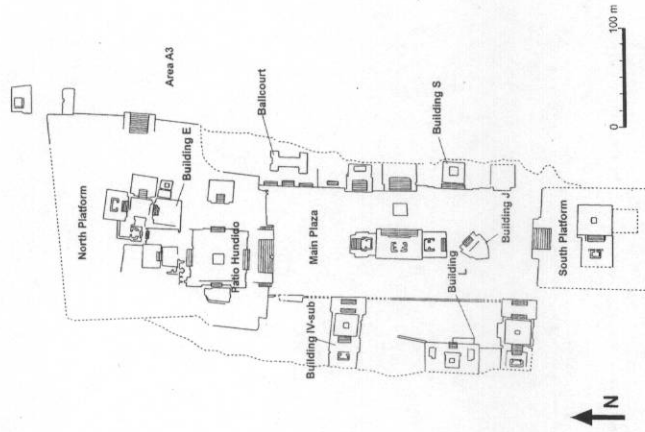 Area A3
Ballcourt
Building S
100 m
0
North Platform
Building E
Patio Hundido
Main Plaza
Building J
South Platform
Building IV-sub
Building
L
N